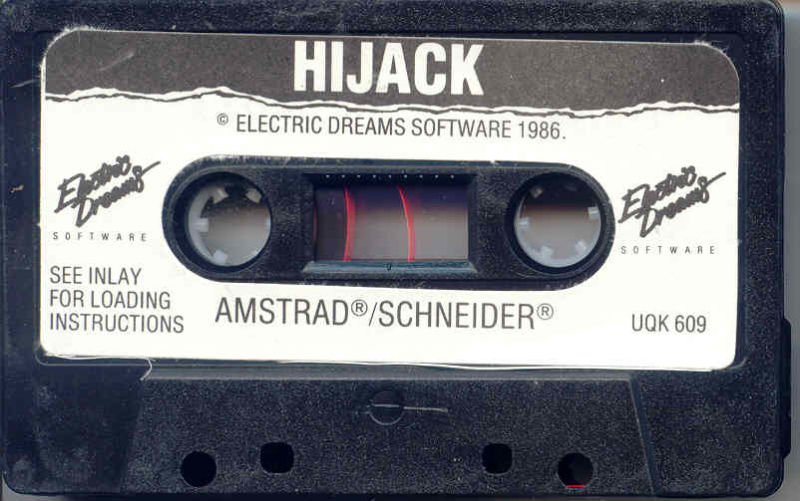 HIJACK
© ELECTRIC DREAMS SOFTWARE 1986.
Electric
Dreams
SOFTWARE
Electric
Dreams
SOFTWARE
SEE INLAY
FOR LOADING
INSTRUCTIONS
AMSTRAD®/SCHNEIDER®
UQK 609